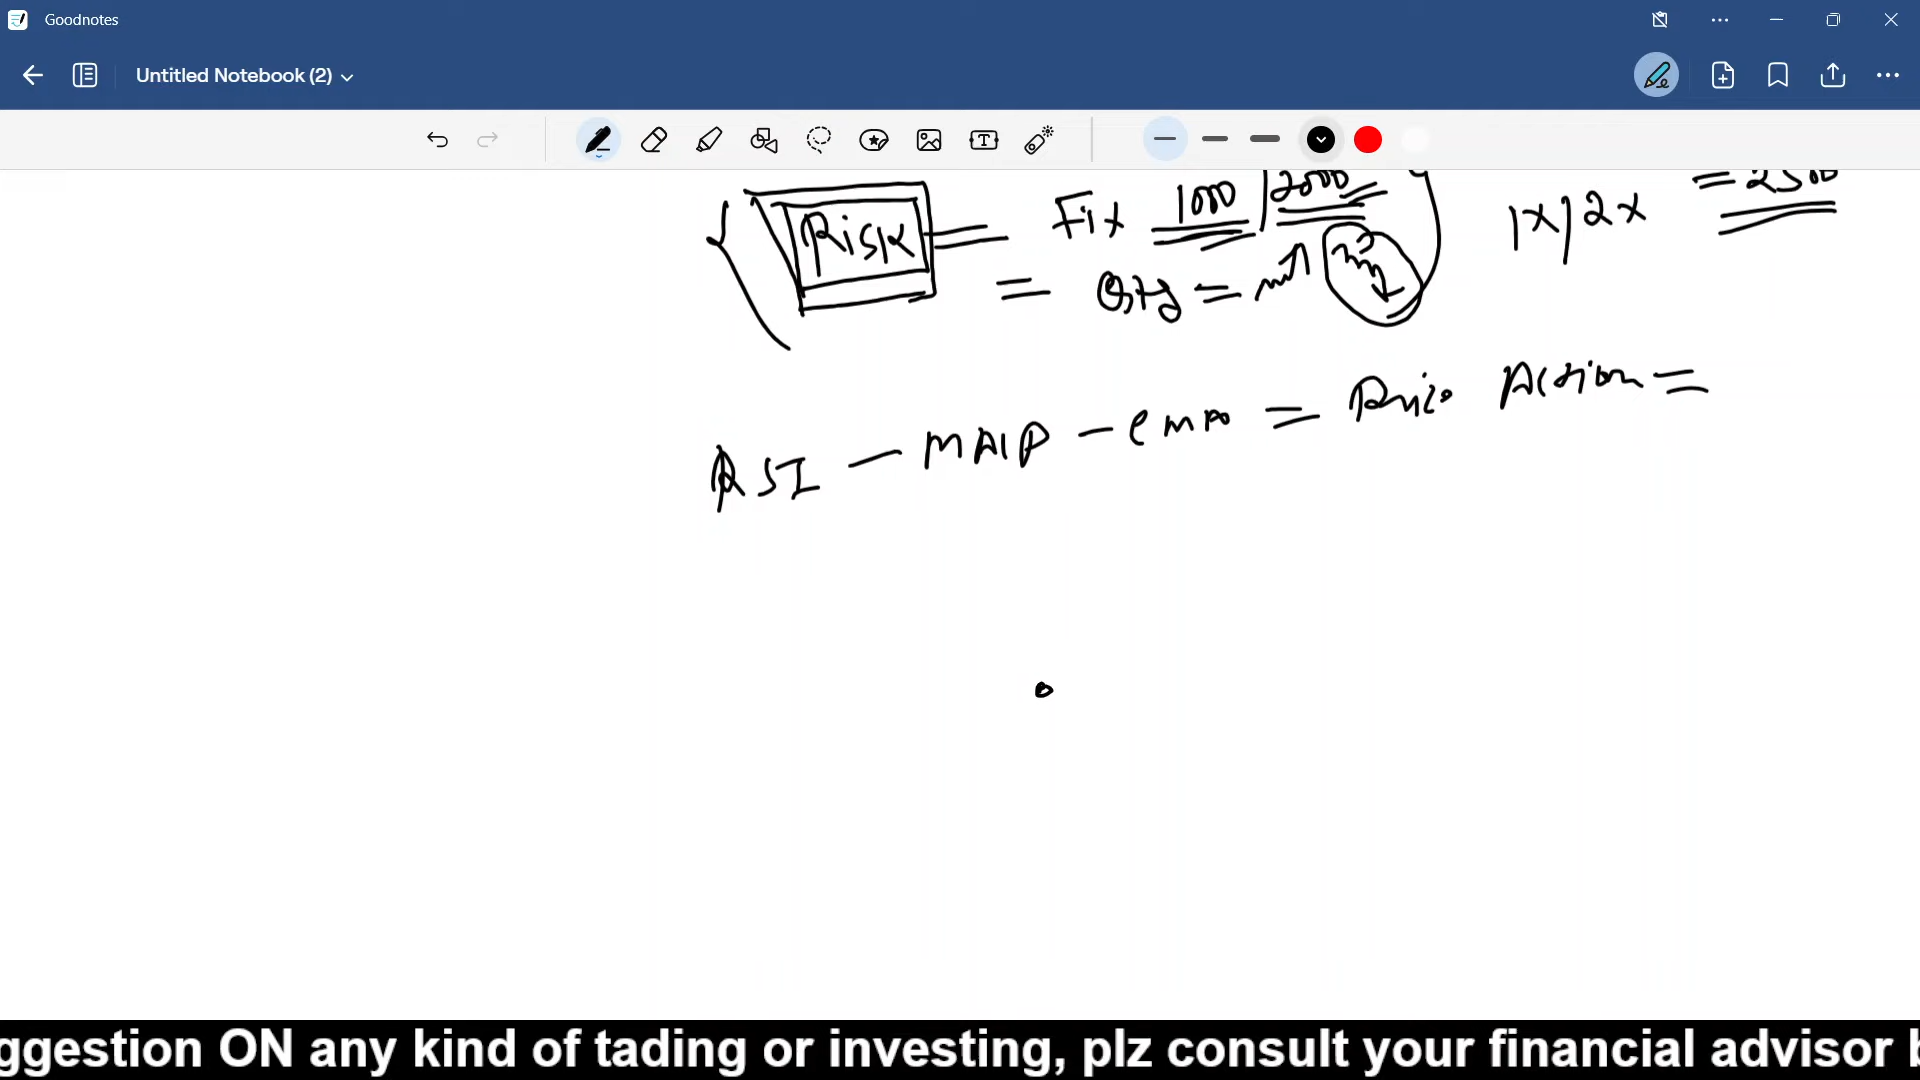 Goodnotes
Untitled Notebook (2)
Risk = Fix 1000 | 2000 1x | 2x = 2500
= Qty =
RSI - - EMA = Price Action =
ggestion ON any kind of tading or investing, plz consult your financial advisor b